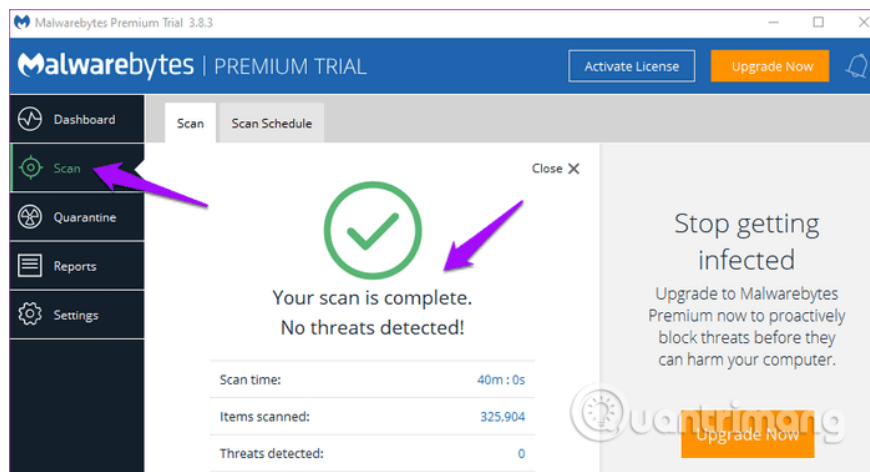 Malwarebytes Premium Trial 3.8.3
Malwarebytes | PREMIUM TRIAL
Activate License
Upgrade Now
Dashboard
Scan
Quarantine
Reports
Settings
Scan
Scan Schedule
Close
Your scan is complete.
No threats detected!
Scan time: 40m : 0s
Items scanned: 325,904
Threats detected: 0
Stop getting
infected
Upgrade to Malwarebytes
Premium now to proactively
block threats before they
can harm your computer.
Upgrade Now
Quantrimang